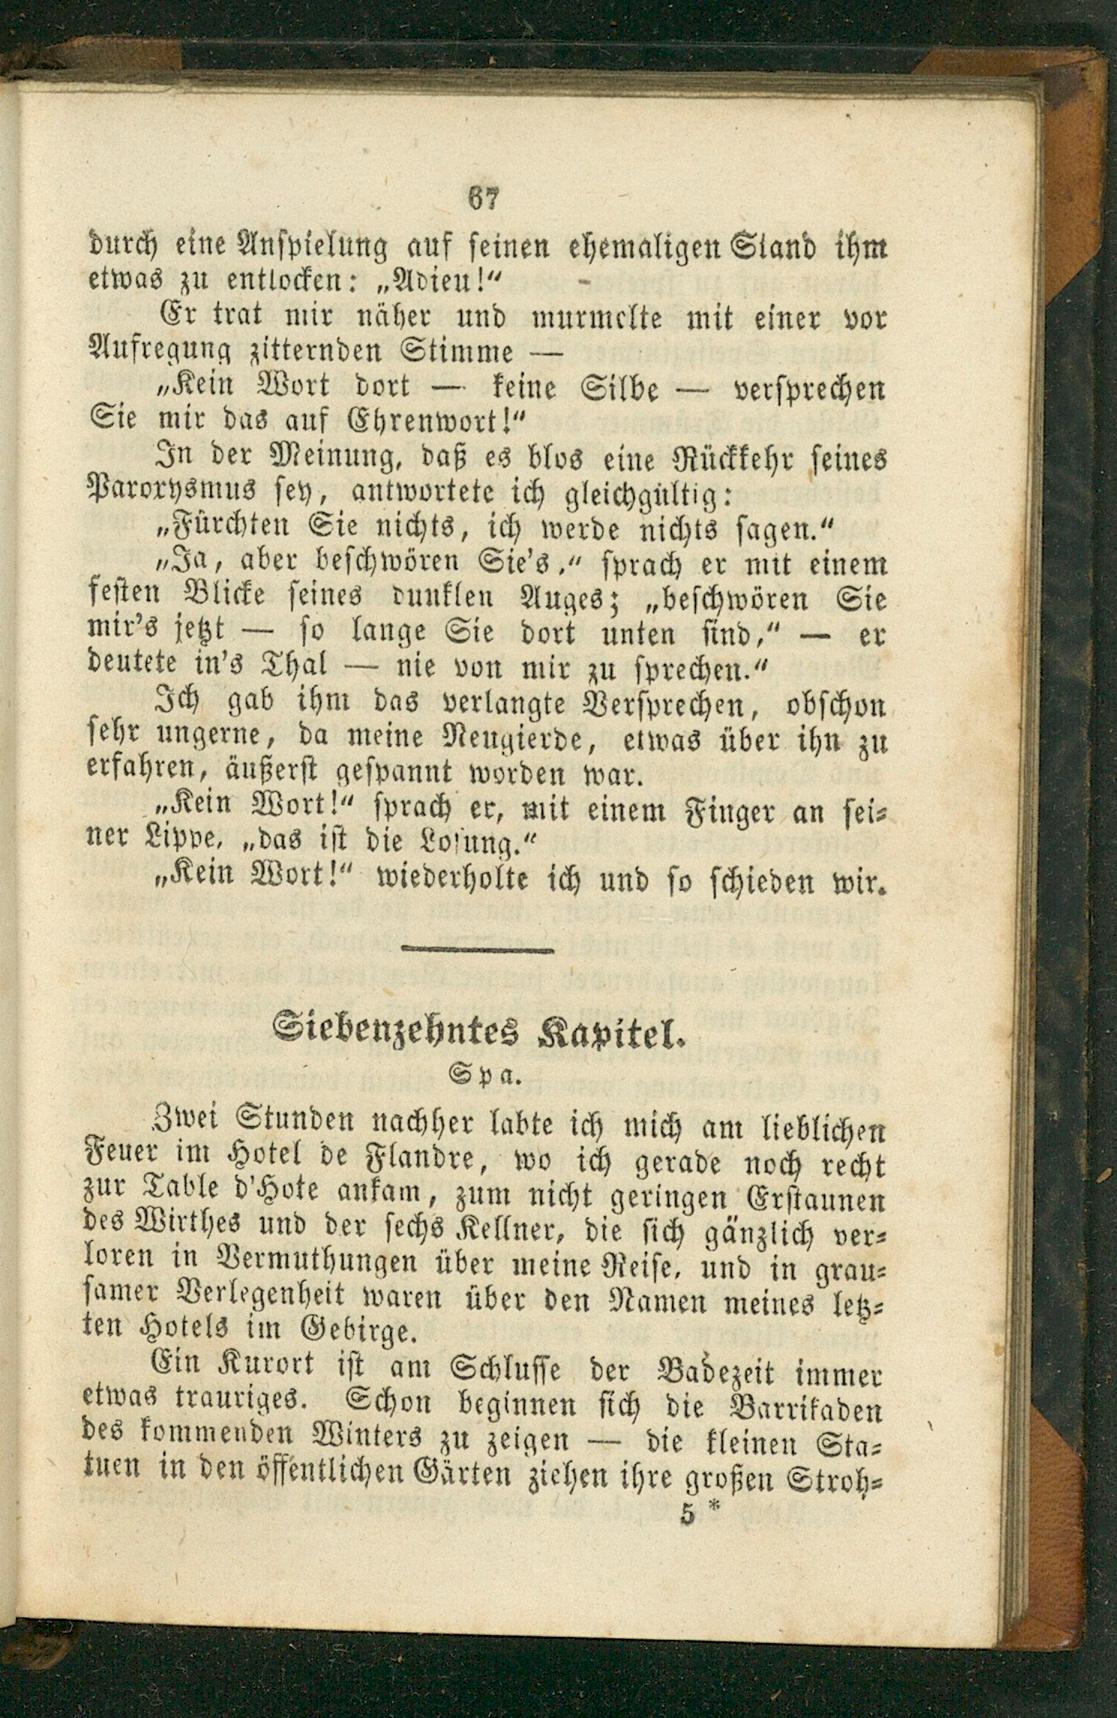 67
durch eine Anspielung auf seinen ehemaligen Stand ihm
etwas zu entlocken: „Adieu!“
Er trat mir näher und murmelte mit einer vor
Aufregung zitternden Stimme —
„Kein Wort dort — keine Silbe — versprechen
Sie mir das auf Ehrenwort!“
In der Meinung, daß es blos eine Rückkehr seines
Paroxysmus sey, antwortete ich gleichgültig:
„Fürchten Sie nichts, ich werde nichts sagen.“
„Ja, aber beschwören Sie's,“ sprach er mit einem
festen Blicke seines dunklen Auges; „beschwören Sie
mir's jetzt — so lange Sie dort unten sind,“ — er
deutete in's Thal — nie von mir zu sprechen.“
Ich gab ihm das verlangte Versprechen, obschon
sehr ungerne, da meine Neugierde, etwas über ihn zu
erfahren, äußerst gespannt worden war.
„Kein Wort!“ sprach er, mit einem Finger an sei-
ner Lippe, „das ist die Losung.“
„Kein Wort!“ wiederholte ich und so schieden wir.
Siebenzehntes Kapitel.
Spa.
Zwei Stunden nachher labte ich mich am lieblichen
Feuer im Hotel de Flandre, wo ich gerade noch recht
zur Table d'Hote ankam, zum nicht geringen Erstaunen
des Wirthes und der sechs Kellner, die sich gänzlich ver-
loren in Vermuthungen über meine Reise, und in grau-
samer Verlegenheit waren über den Namen meines letz-
ten Hotels im Gebirge.
Ein Kurort ist am Schlusse der Badezeit immer
etwas trauriges. Schon beginnen sich die Barrikaden
des kommenden Winters zu zeigen — die kleinen Sta-
tuen in den öffentlichen Gärten ziehen ihre großen Stroh-
5 *